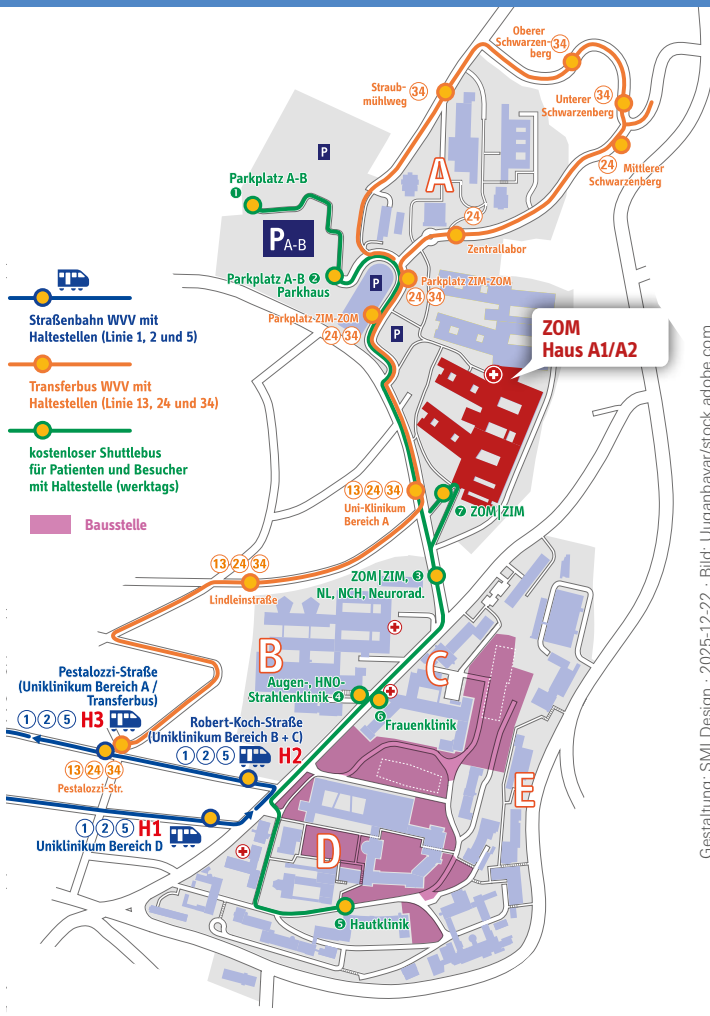 Oberer
Schwarzen-
berg
34
Straub-
mühlweg
34
Unterer
Schwarzenberg
34
24
Mittlerer
Schwarzenberg
P
A
Parkplatz A-B
1
24
Zentrallabor
P A-B
Parkplatz A-B 2
Parkhaus
P
Parkplatz ZIM-ZOM
24 34
Parkplatz ZIM-ZOM
24 34
P
ZOM
Haus A1/A2
Straßenbahn WVV mit
Haltestellen (Linie 1, 2 und 5)
Transferbus WVV mit
Haltestellen (Linie 13, 24 und 34)
kostenloser Shuttlebus
für Patienten und Besucher
mit Haltestelle (werktags)
Baustelle
13 24 34
Uni-Klinikum
Bereich A
7 ZOM|ZIM
13 24 34
Lindleinstraße
ZOM|ZIM, 3
NL, NCH, Neurorad.
B
C
Augen-, HNO-
Strahlenklinik 4
6
Frauenklinik
Pestalozzi-Straße
(Uniklinikum Bereich A /
Transferbus)
1 2 5 H3
13 24 34
Pestalozzi-Str.
Robert-Koch-Straße
(Uniklinikum Bereich B + C)
1 2 5 H2
1 2 5 H1
Uniklinikum Bereich D
E
D
5 Hautklinik
Gestaltung: SMI Design · 2025-12-22 · Bild: Uuganbayar/stock.adobe.com